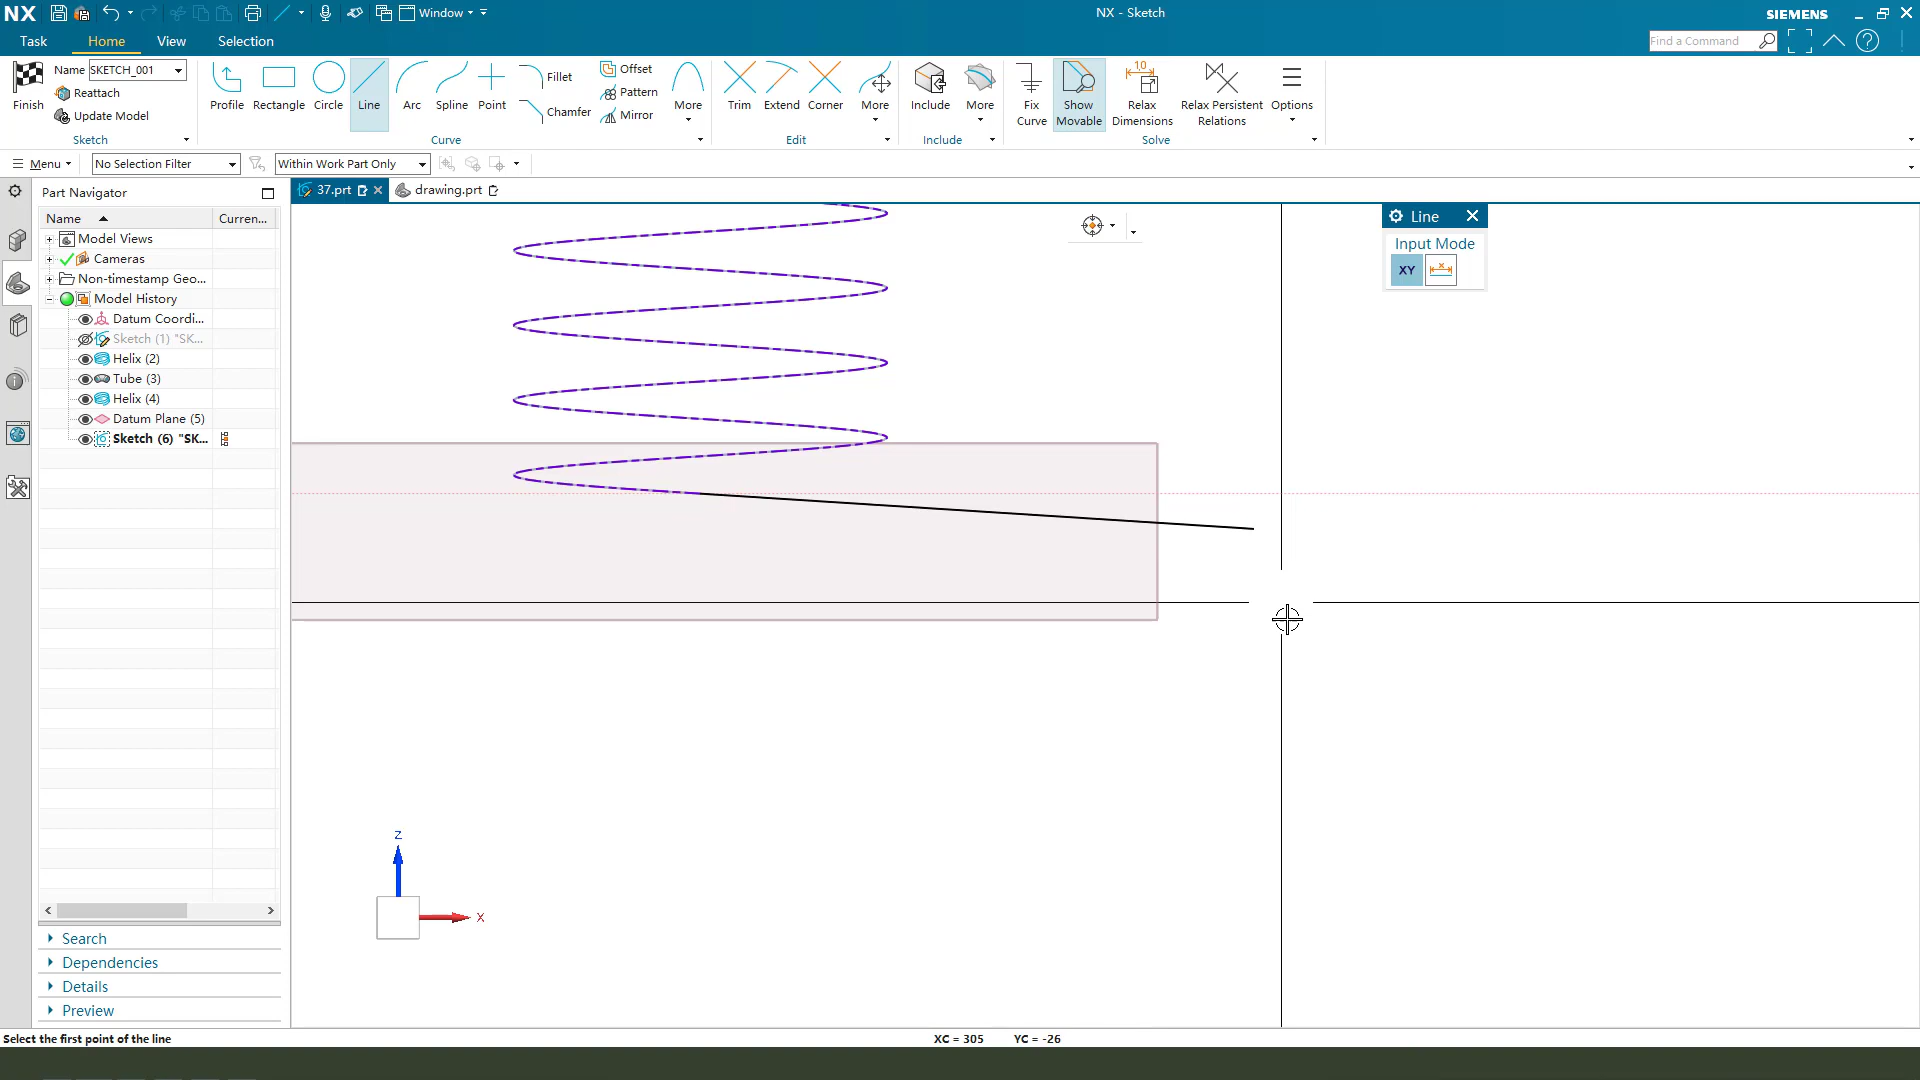 NX
Window
NX - Sketch
SIEMENS
Task
Home
View
Selection
Find a Command
Finish
Name SKETCH_001
Reattach
Update Model
Sketch
Profile
Rectangle
Circle
Line
Arc
Spline
Point
Fillet
Chamfer
Offset
Pattern
Mirror
More
Curve
Trim
Extend
Corner
More
Edit
Include
More
Include
Fix
Curve
Show
Movable
Relax
Dimensions
Relax Persistent
Relations
Options
Solve
Menu
No Selection Filter
Within Work Part Only
Part Navigator
37.prt
drawing.prt
Name
Curren...
Model Views
Cameras
Non-timestamp Geo...
Model History
Datum Coordi...
Sketch (1) "SK...
Helix (2)
Tube (3)
Helix (4)
Datum Plane (5)
Sketch (6) "SK...
Search
Dependencies
Details
Preview
Line
Input Mode
XY
Z
X
Select the first point of the line
XC = 305
YC = -26